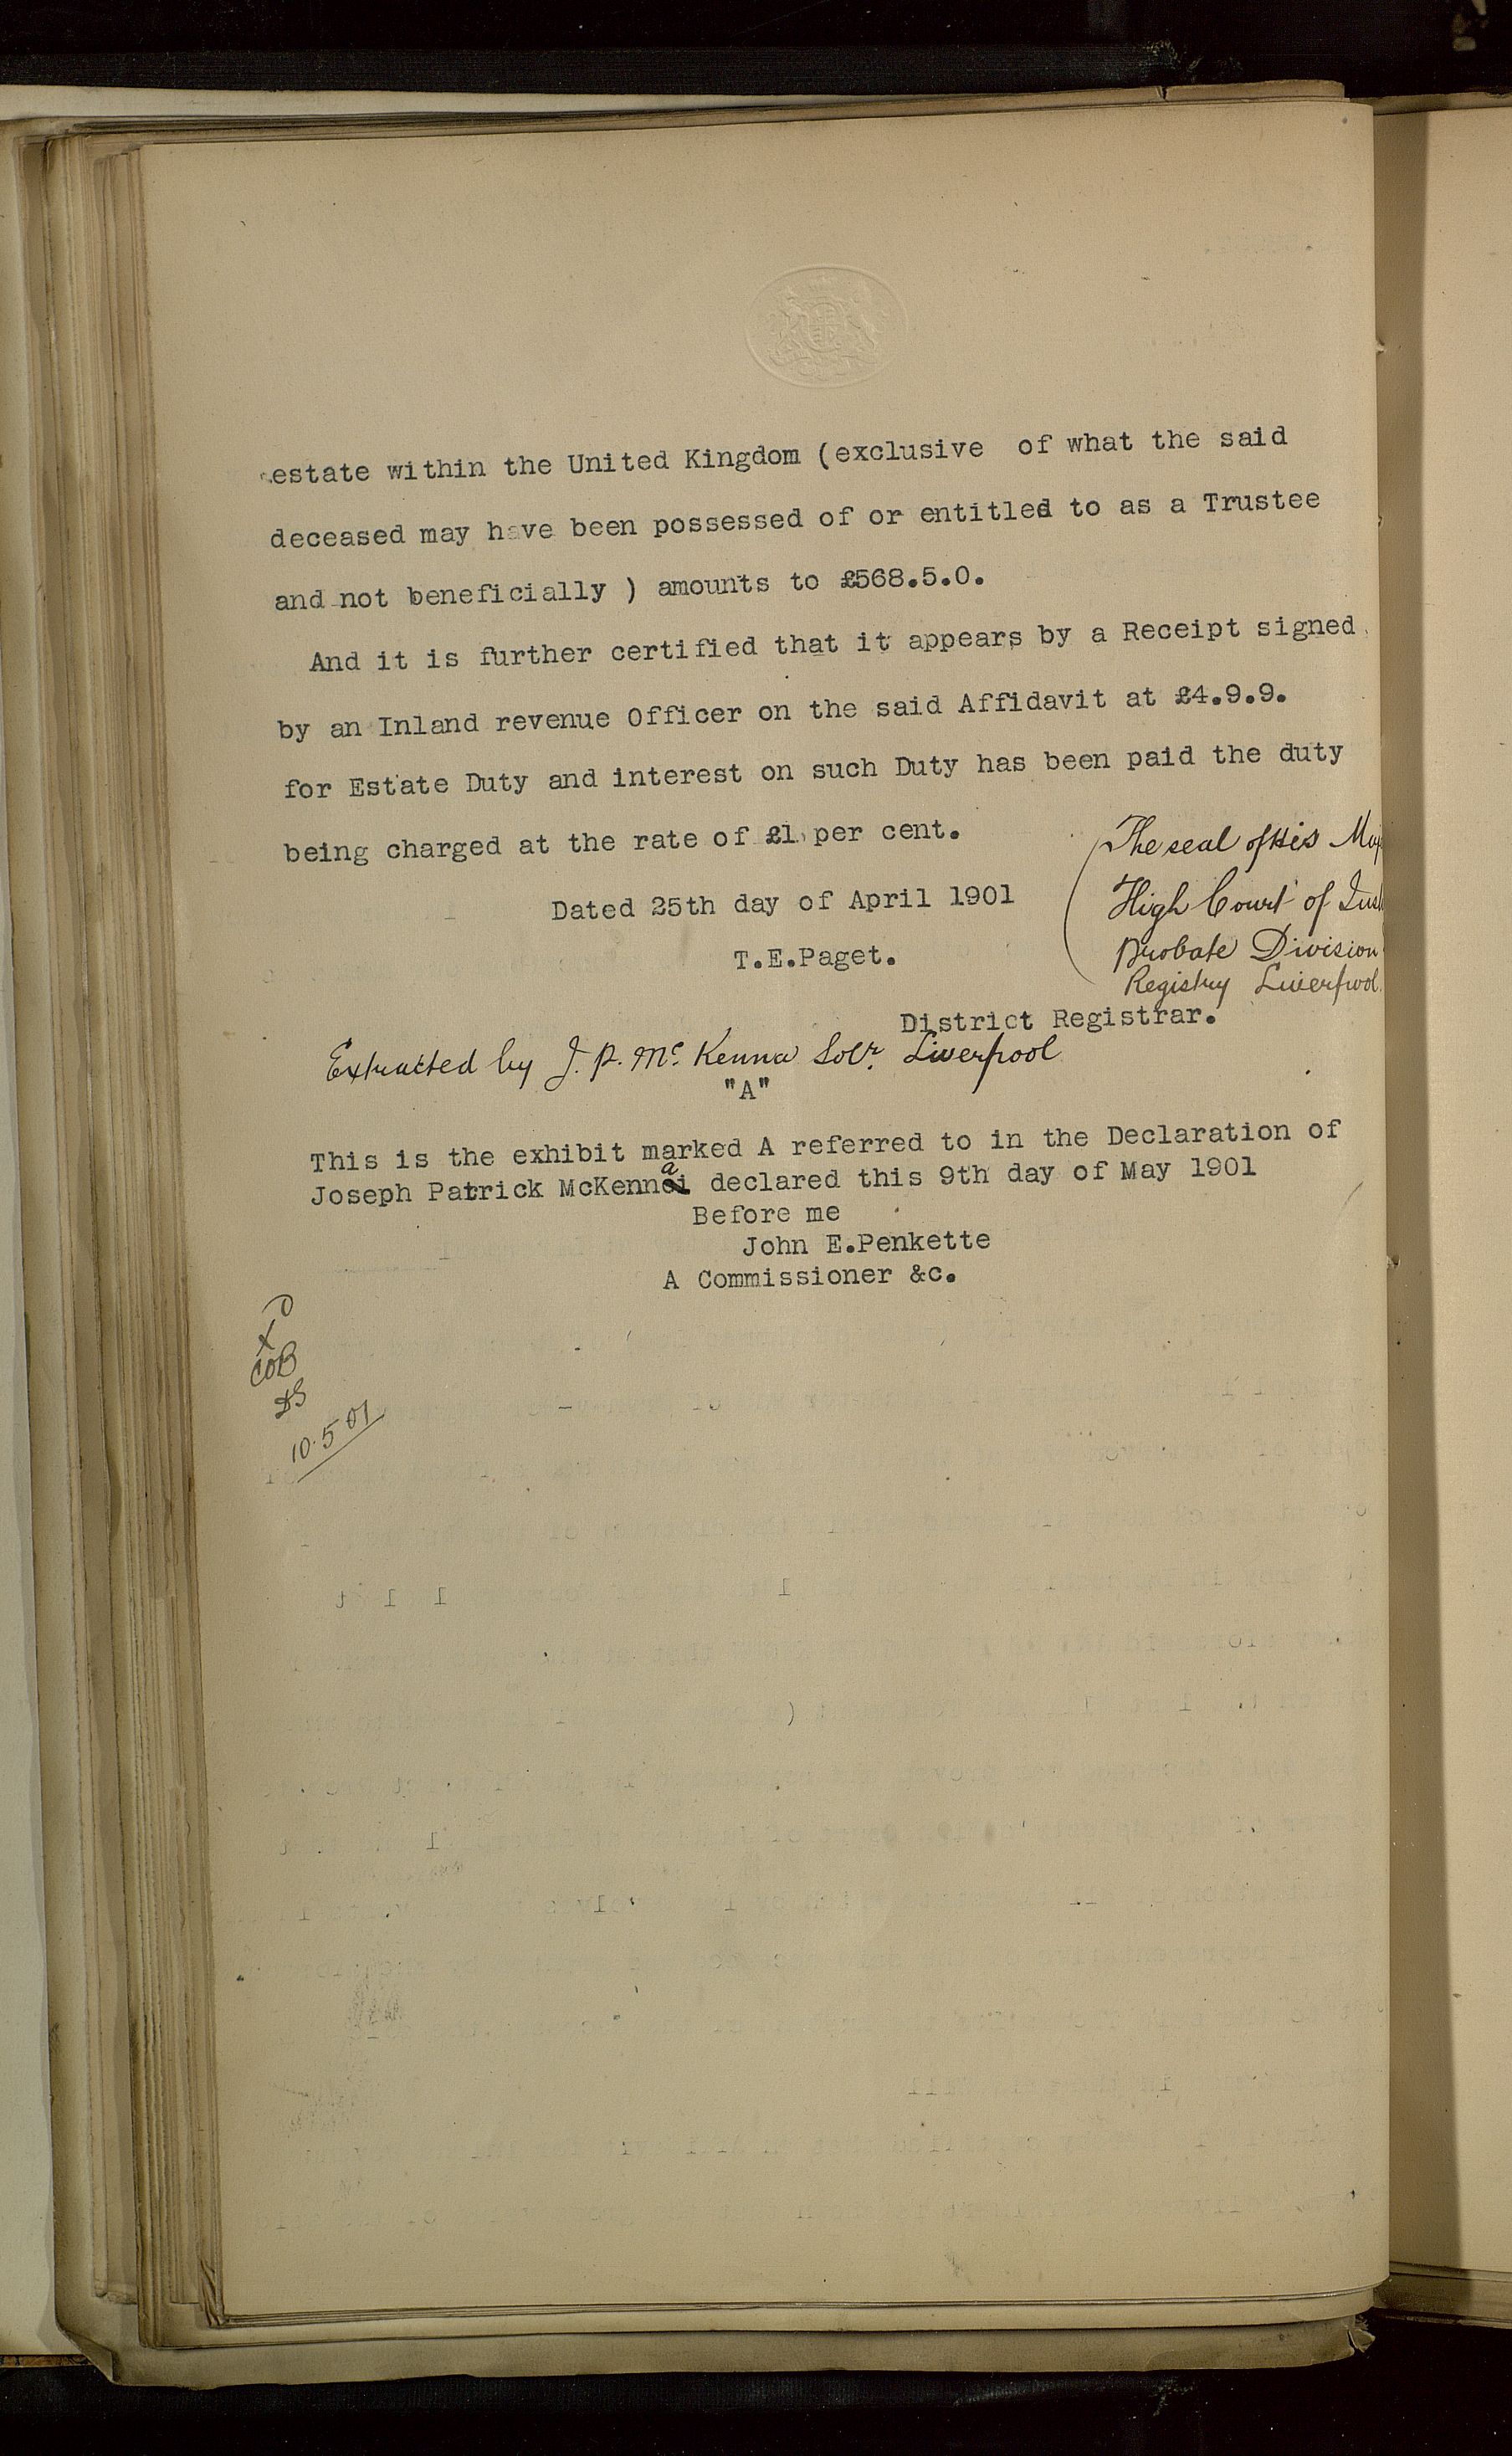 estate within the United Kingdom (exclusive of what the said
deceased may have been possessed of or entitled to as a Trustee
and not beneficially ) amounts to £568.5.0.
And it is further certified that it appears by a Receipt signed
by an Inland revenue Officer on the said Affidavit at £4.9.9.
for Estate Duty and interest on such Duty has been paid the duty
being charged at the rate of £1 per cent.
The seal of His Maj
High Court of Just
Probate Division
Registry Liverpool.
Dated 25th day of April 1901
T.E.Paget.
District Registrar.
Extracted by J. P. McKenna Solr. Liverpool
"A"
This is the exhibit marked A referred to in the Declaration of
Joseph Patrick McKenna declared this 9th day of May 1901
Before me
John E.Penkette
A Commissioner &c.
10.5.01